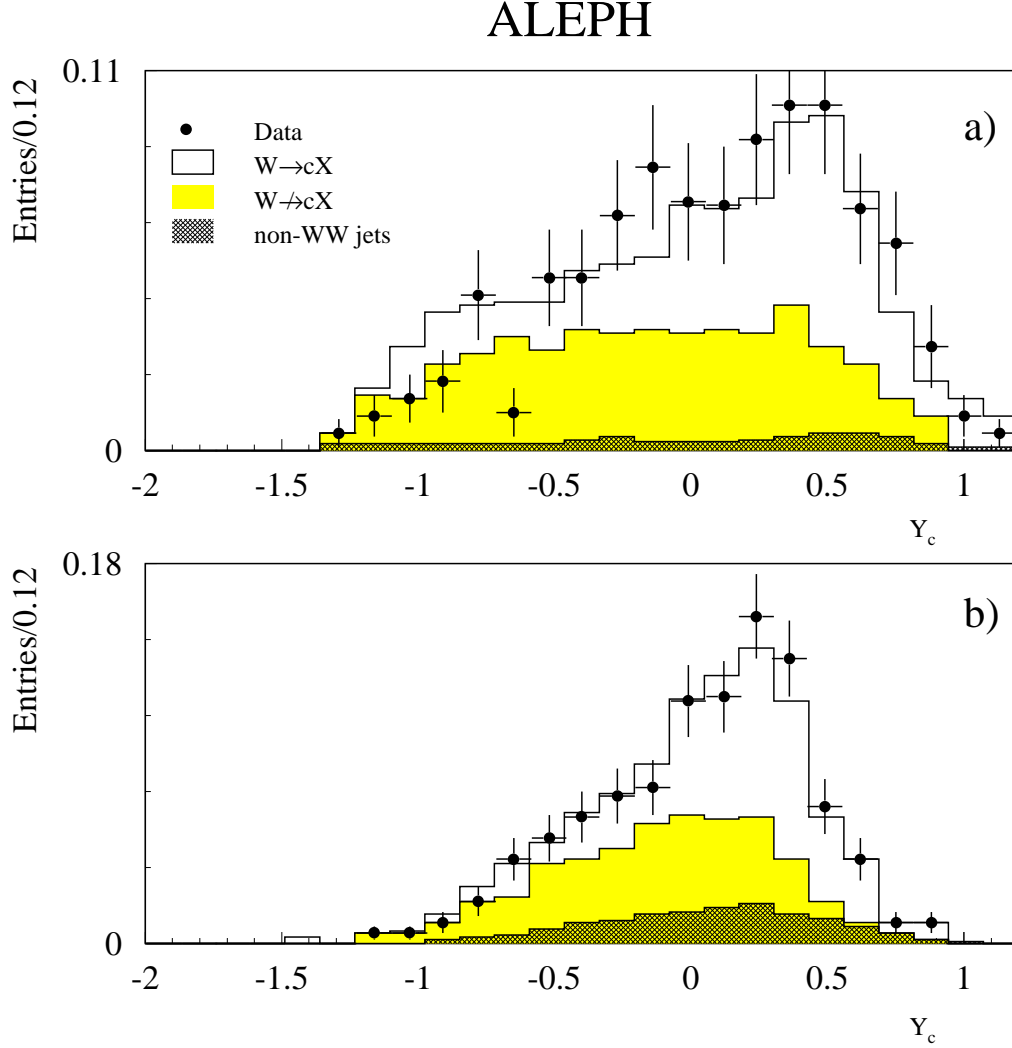 ALEPH
Entries/0.12
0.11
a)
Data
W→cX
W↛cX
non-WW jets
0
-2 -1.5 -1 -0.5 0 0.5 1
Y_c
Entries/0.12
0.18
b)
0
-2 -1.5 -1 -0.5 0 0.5 1
Y_c